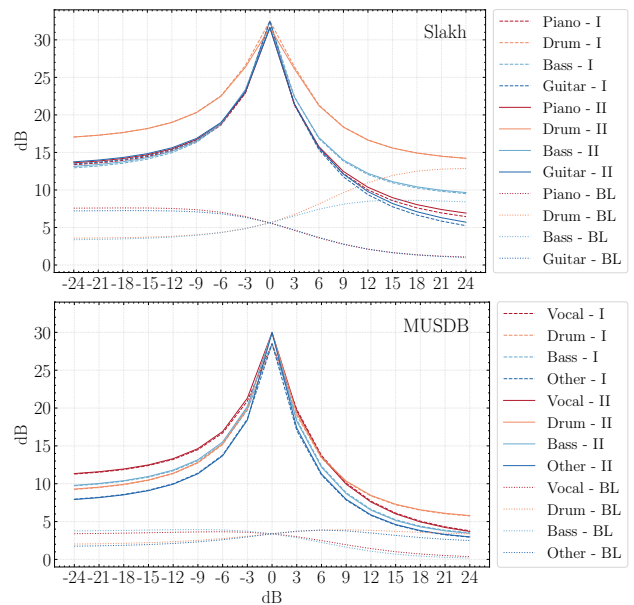 Slakh
dB
30
25
20
15
10
5
0
-24 -21 -18 -15 -12 -9 -6 -3 0 3 6 9 12 15 18 21 24
Piano - I
Drum - I
Bass - I
Guitar - I
Piano - II
Drum - II
Bass - II
Guitar - II
Piano - BL
Drum - BL
Bass - BL
Guitar - BL
MUSDB
dB
30
25
20
15
10
5
0
-24 -21 -18 -15 -12 -9 -6 -3 0 3 6 9 12 15 18 21 24
dB
Vocal - I
Drum - I
Bass - I
Other - I
Vocal - II
Drum - II
Bass - II
Other - II
Vocal - BL
Drum - BL
Bass - BL
Other - BL